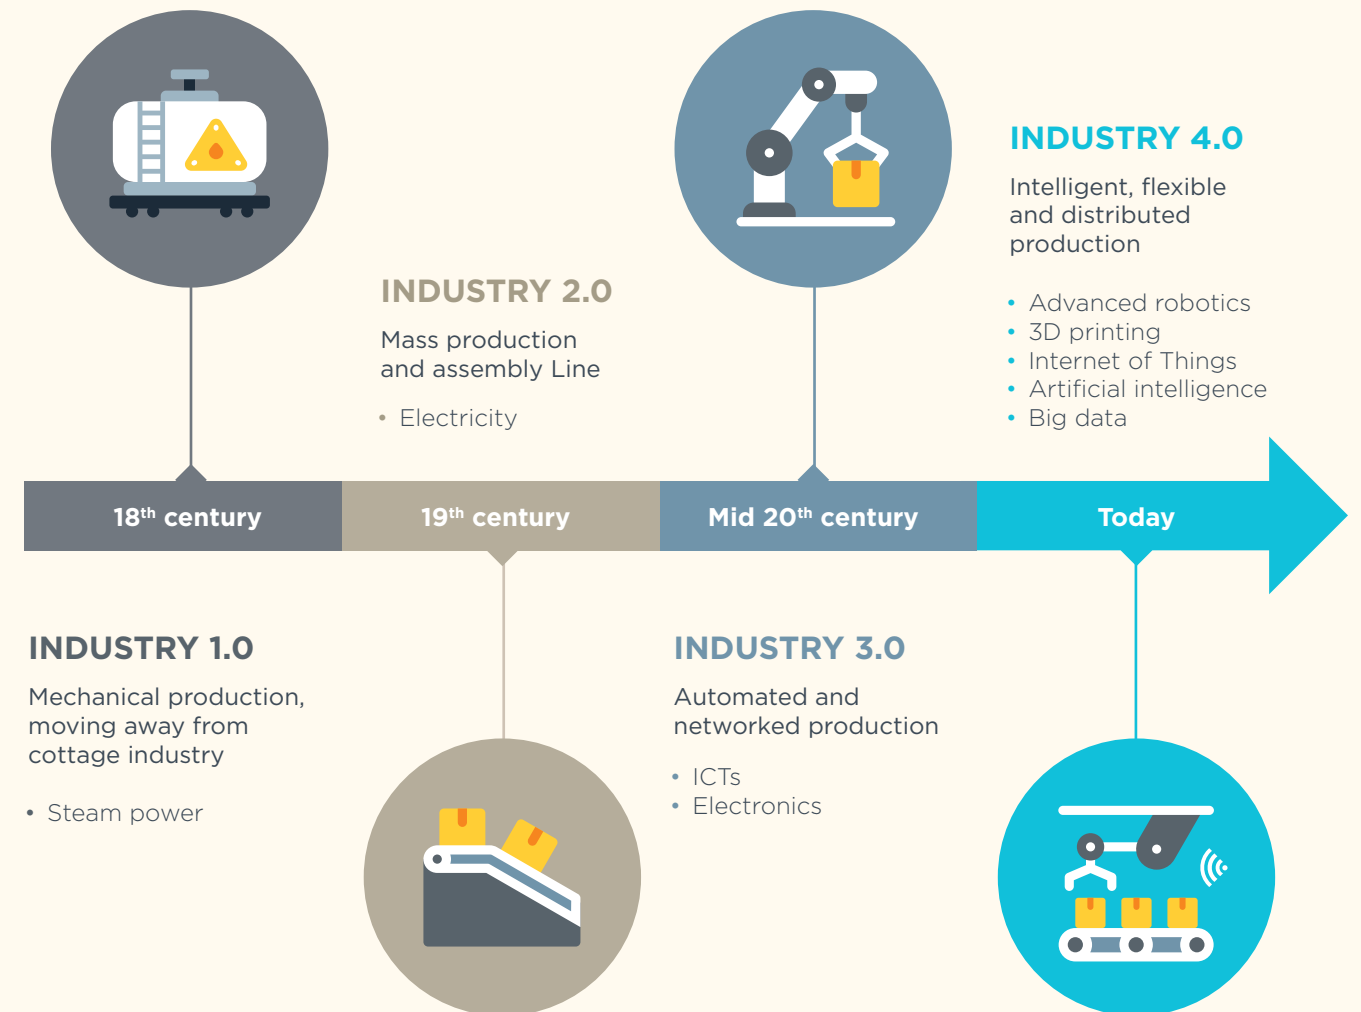 INDUSTRY 4.0
Intelligent, flexible
and distributed
production
• Advanced robotics
• 3D printing
• Internet of Things
• Artificial intelligence
• Big data
INDUSTRY 2.0
Mass production
and assembly Line
• Electricity
18th century
19th century
Mid 20th century
Today
INDUSTRY 1.0
Mechanical production,
moving away from
cottage industry
• Steam power
INDUSTRY 3.0
Automated and
networked production
• ICTs
• Electronics